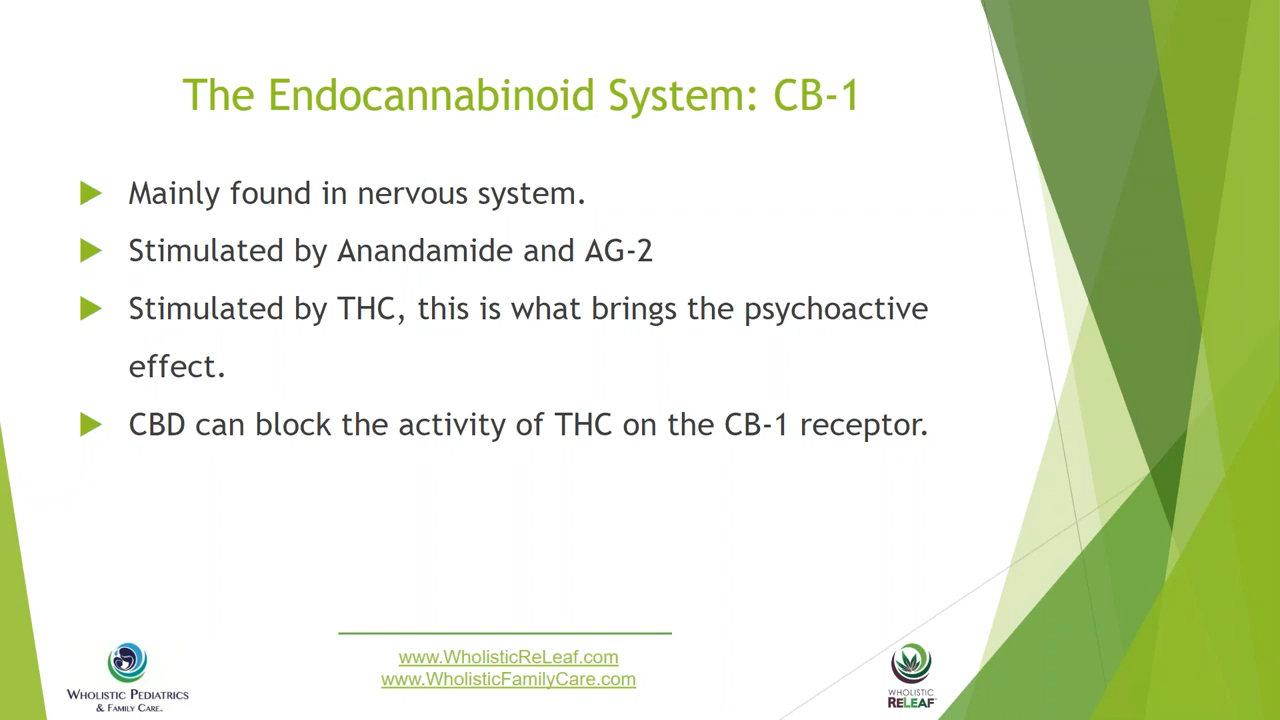 The Endocannabinoid System: CB-1
Mainly found in nervous system.
Stimulated by Anandamide and AG-2
Stimulated by THC, this is what brings the psychoactive
effect.
CBD can block the activity of THC on the CB-1 receptor.
www.WholisticReLeaf.com
www.WholisticFamilyCare.com
WHOLISTIC PEDIATRICS
& FAMILY CARE.
WHOLISTIC
RELEAF